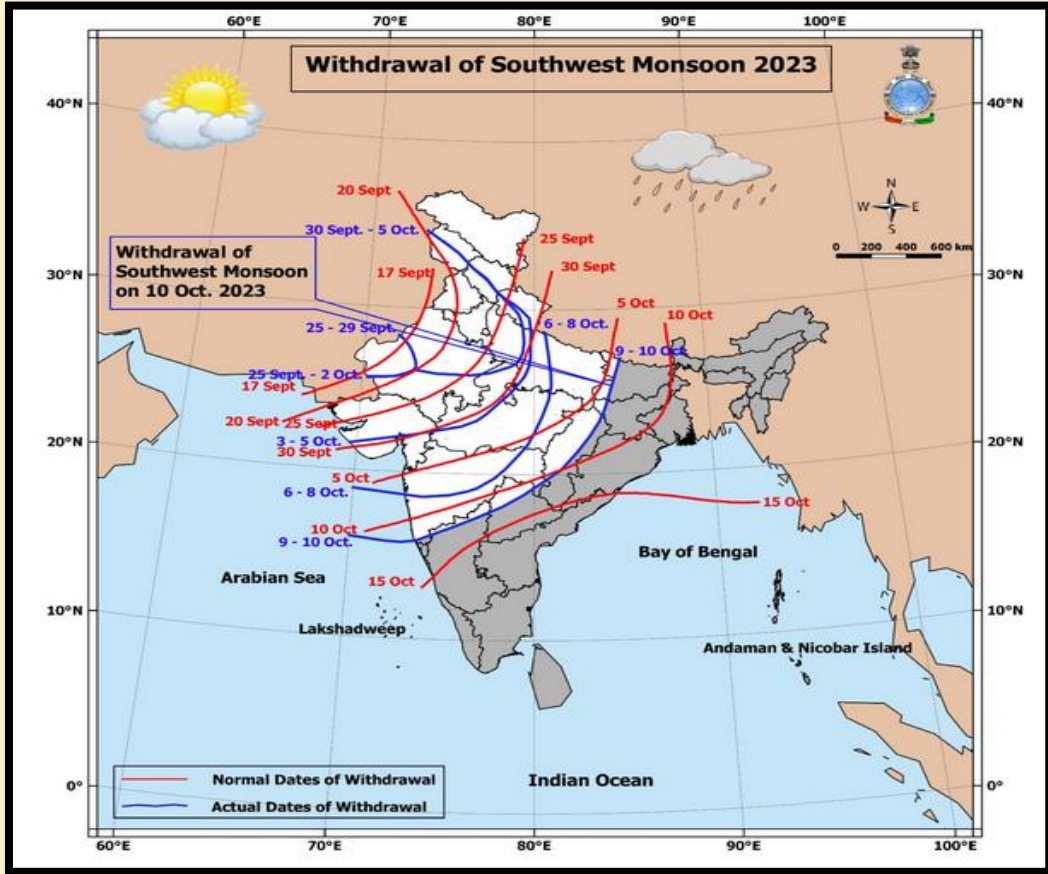 60°E
70°E
80°E
90°E
100°E
Withdrawal of Southwest Monsoon 2023
40°N
40°N
20 Sept
N
W
E
S
30 Sept. - 5 Oct.
25 Sept
0 200 400 600 km
Withdrawal of
Southwest Monsoon
on 10 Oct. 2023
17 Sept
30 Sept
30°N
30°N
5 Oct
10 Oct
25 - 29 Sept.
6 - 8 Oct.
9 - 10 Oct.
25 Sept. - 2 Oct.
17 Sept
20 Sept
25 Sept
3 - 5 Oct.
20°N
20°N
30 Sept
5 Oct
6 - 8 Oct.
15 Oct
10 Oct
9 - 10 Oct.
Bay of Bengal
Arabian Sea
15 Oct
10°N
10°N
Lakshadweep
Andaman & Nicobar Island
Normal Dates of Withdrawal
Indian Ocean
0°
0°
Actual Dates of Withdrawal
60°E
70°E
80°E
90°E
100°E